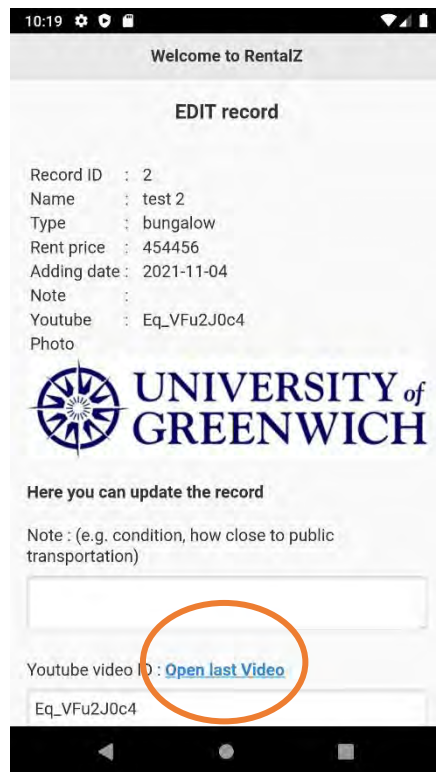 10:19
Welcome to RentalZ
EDIT record
Record ID : 2
Name : test 2
Type : bungalow
Rent price : 454456
Adding date : 2021-11-04
Note :
Youtube : Eq_VFu2J0c4
Photo
UNIVERSITY of
GREENWICH
Here you can update the record
Note : (e.g. condition, how close to public
transportation)
Youtube video ID : Open last Video
Eq_VFu2J0c4